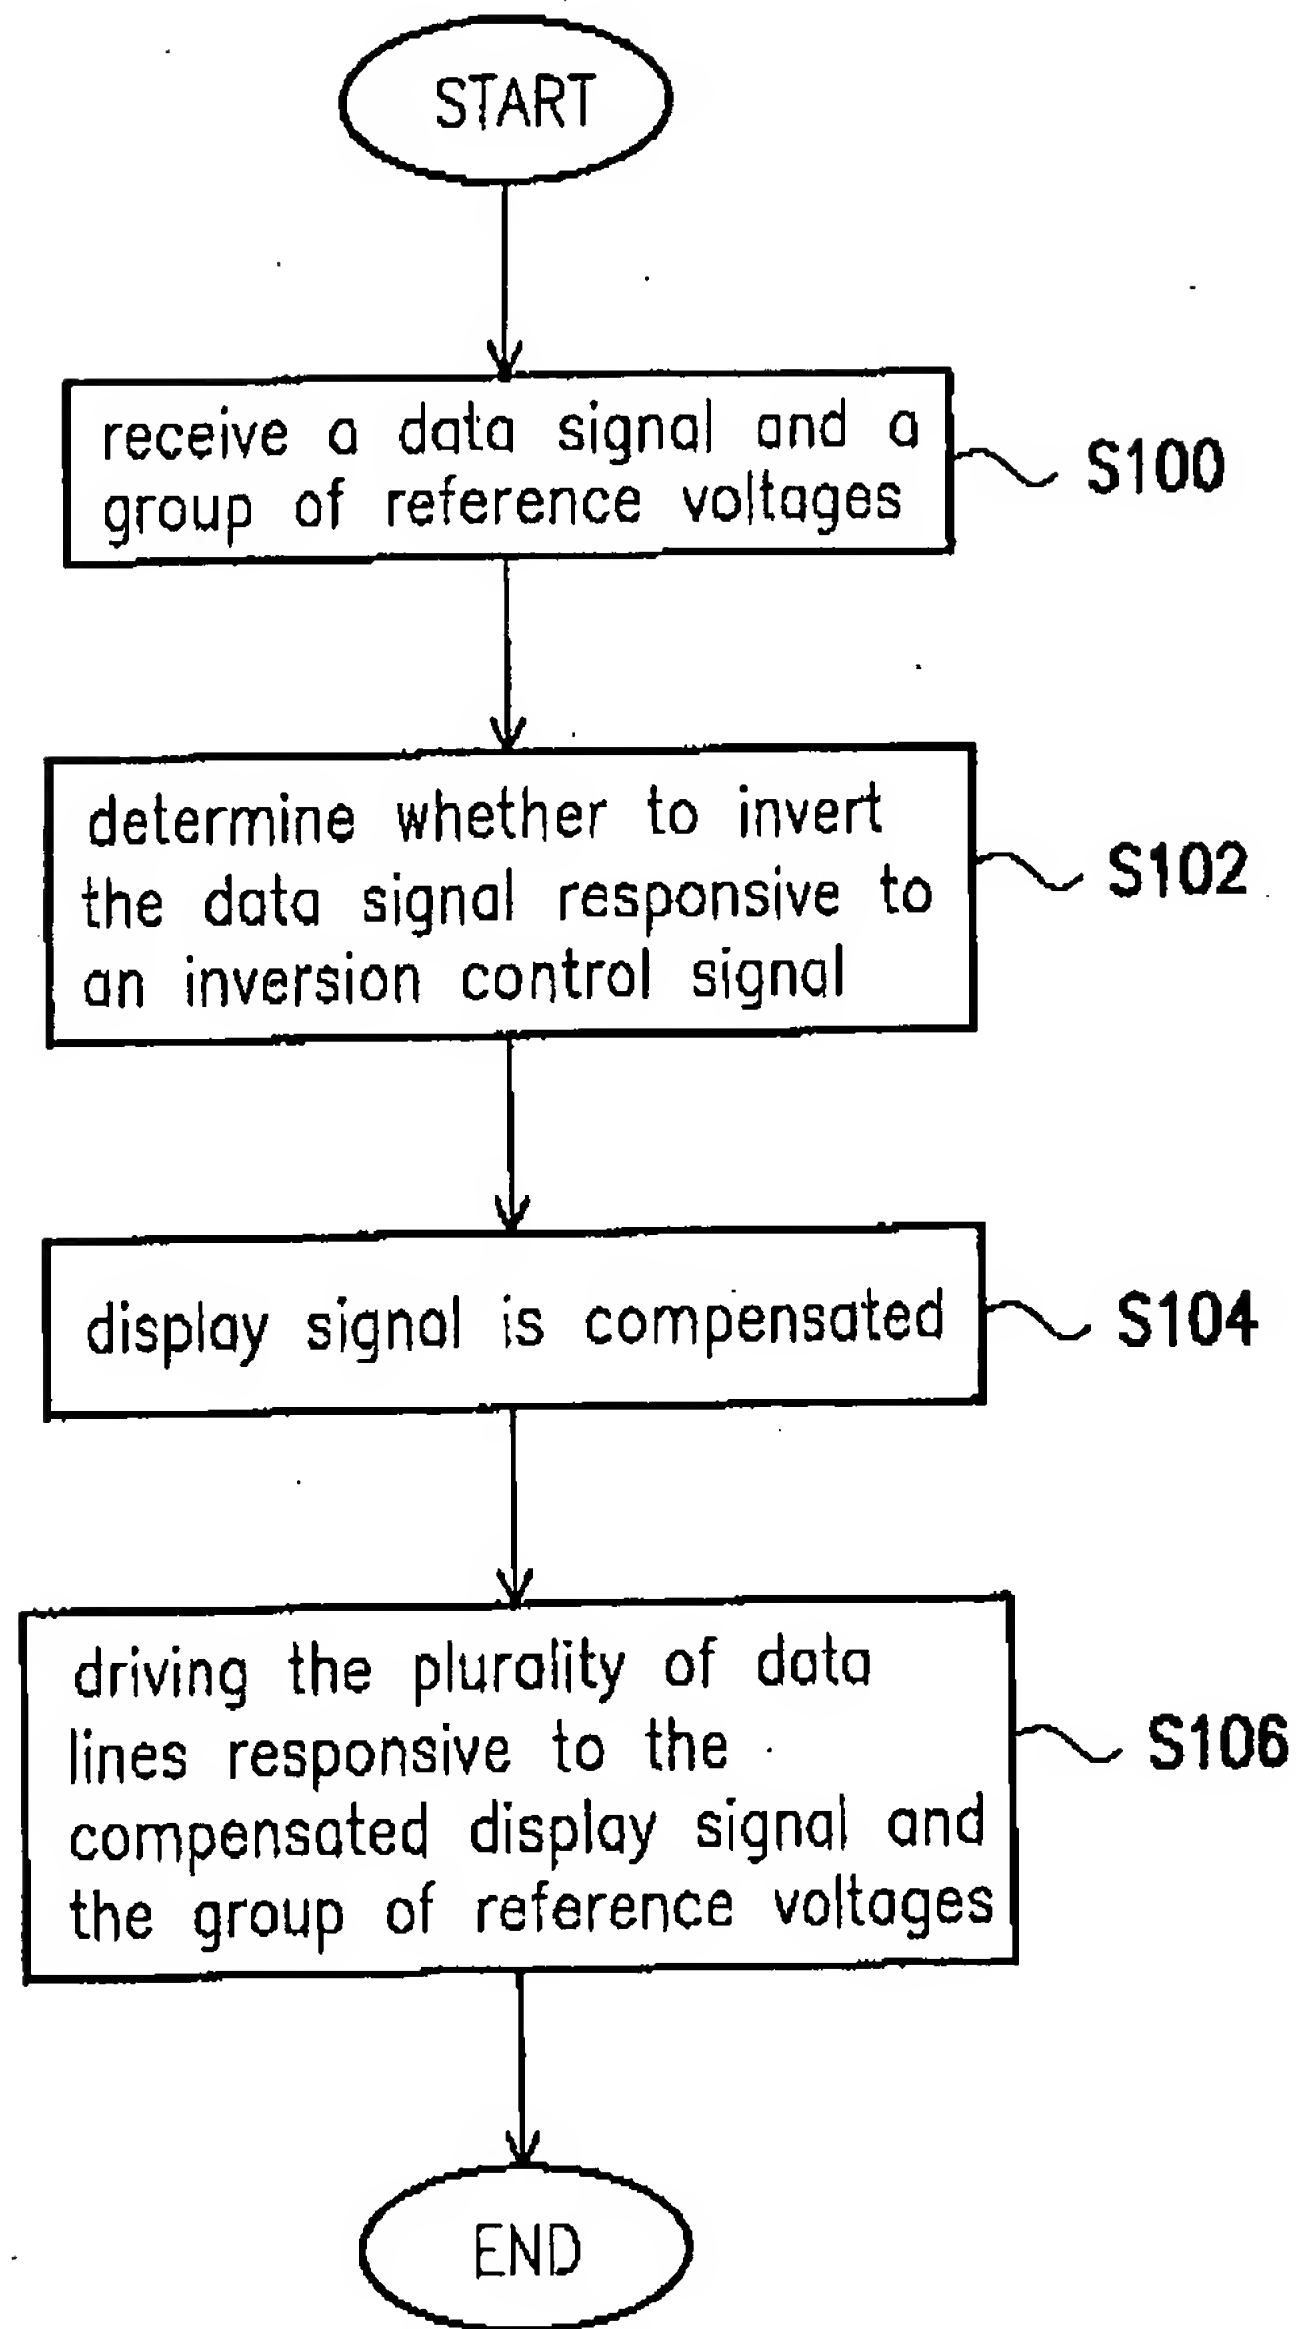 START
receive a data signal and a
group of reference voltages
S100
determine whether to invert
the data signal responsive to
an inversion control signal
S102
display signal is compensated
S104
driving the plurality of data
lines responsive to the
compensated display signal and
the group of reference voltages
S106
END